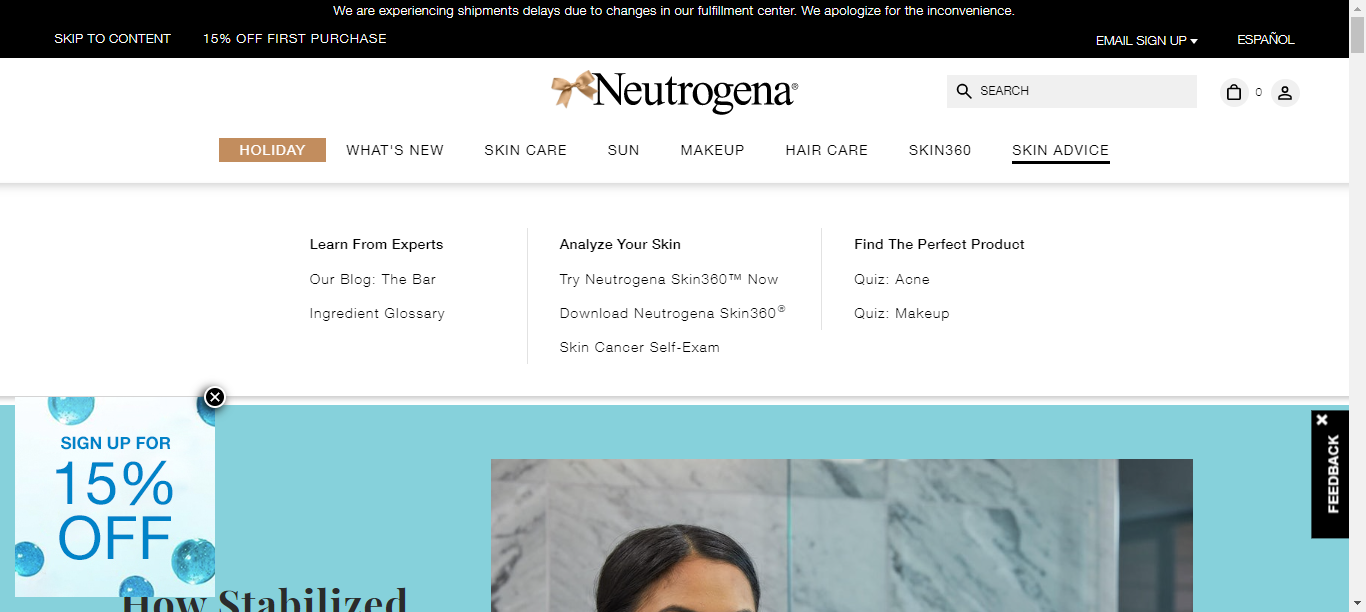 We are experiencing shipments delays due to changes in our fulfillment center. We apologize for the inconvenience.
SKIP TO CONTENT 15% OFF FIRST PURCHASE EMAIL SIGN UP ESPAÑOL
Neutrogena® SEARCH 0
HOLIDAY WHAT'S NEW SKIN CARE SUN MAKEUP HAIR CARE SKIN360 SKIN ADVICE
Learn From Experts
Our Blog: The Bar
Ingredient Glossary
Analyze Your Skin
Try Neutrogena Skin360™ Now
Download Neutrogena Skin360®
Skin Cancer Self-Exam
Find The Perfect Product
Quiz: Acne
Quiz: Makeup
SIGN UP FOR
15%
OFF
FEEDBACK
How Stabilized